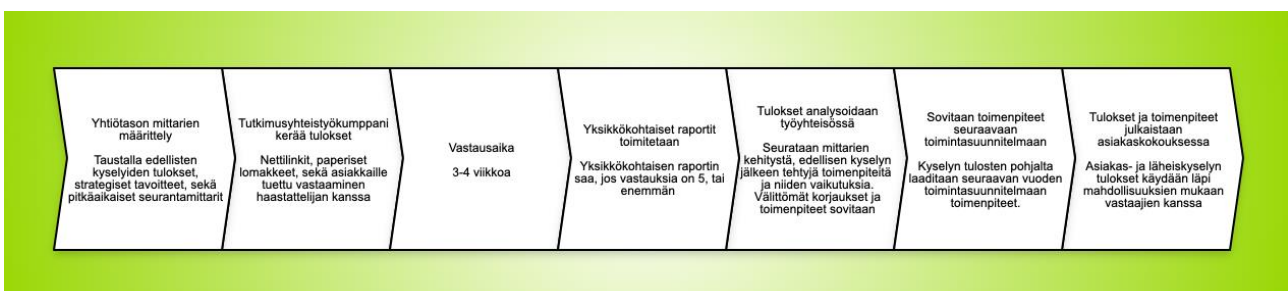 Yhtiötason mittarien
määrittely
Taustalla edellisten
kyselyiden tulokset,
strategiset tavoitteet, sekä
pitkäaikaiset seurantamittarit
Tutkimusyhteistyökumppani
kerää tulokset
Nettilinkit, paperiset
lomakkeet, sekä asiakkaille
tuettu vastaaminen
haastattelijan kanssa
Vastausaika
3-4 viikkoa
Yksikkökohtaiset raportit
toimitetaan
Yksikkökohtaisen raportin
saa, jos vastauksia on 5, tai
enemmän
Tulokset analysoidaan
työyhteisössä
Seurataan mittarien
kehitystä, edellisen kyselyn
jälkeen tehtyjä toimenpiteitä
ja niiden vaikutuksia.
Välittömät korjaukset ja
toimenpiteet sovitaan
Sovitaan toimenpiteet
seuraavaan
toimintasuunnitelmaan
Kyselyn tulosten pohjalta
laaditaan seuraavan vuoden
toimintasuunnitelmaan
toimenpiteet.
Tulokset ja toimenpiteet
julkaistaan
asiakaskokouksessa
Asiakas- ja läheiskyselyn
tulokset käydään läpi
mahdollisuuksien mukaan
vastaajien kanssa